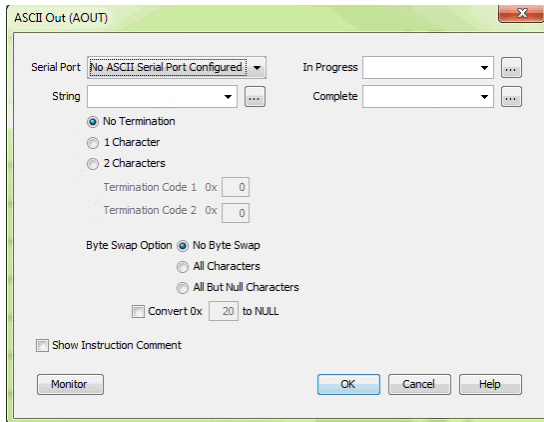 ASCII Out (AOUT)
Serial Port No ASCII Serial Port Configured In Progress ...
String ... Complete ...
No Termination
1 Character
2 Characters
Termination Code 1 0x 0
Termination Code 2 0x 0
Byte Swap Option No Byte Swap
All Characters
All But Null Characters
Convert 0x 20 to NULL
Show Instruction Comment
Monitor OK Cancel Help